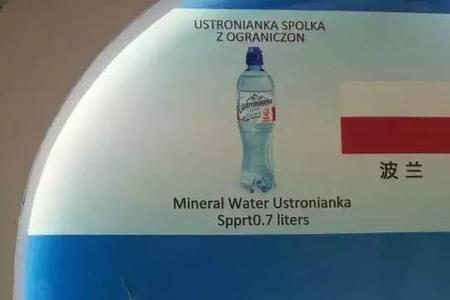 USTRONIANKA SPOLKA
Z OGRANICZON
Ustronianka
波兰
Mineral Water Ustronianka
Spprt0.7 liters